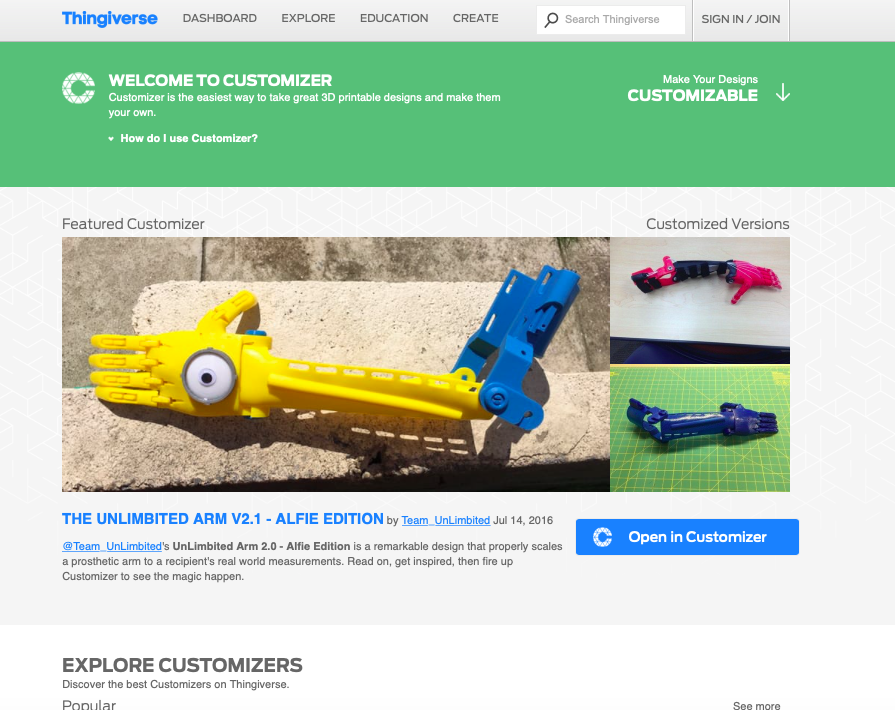 Thingiverse DASHBOARD EXPLORE EDUCATION CREATE Search Thingiverse SIGN IN / JOIN
WELCOME TO CUSTOMIZER
Customizer is the easiest way to take great 3D printable designs and make them
your own.
How do I use Customizer?
Make Your Designs
CUSTOMIZABLE
Featured Customizer
Customized Versions
THE UNLIMBITED ARM V2.1 - ALFIE EDITION by Team_UnLimbited Jul 14, 2016
@Team_UnLimbited's UnLimbited Arm 2.0 - Alfie Edition is a remarkable design that properly scales
a prosthetic arm to a recipient's real world measurements. Read on, get inspired, then fire up
Customizer to see the magic happen.
Open in Customizer
EXPLORE CUSTOMIZERS
Discover the best Customizers on Thingiverse.
Popular
See more